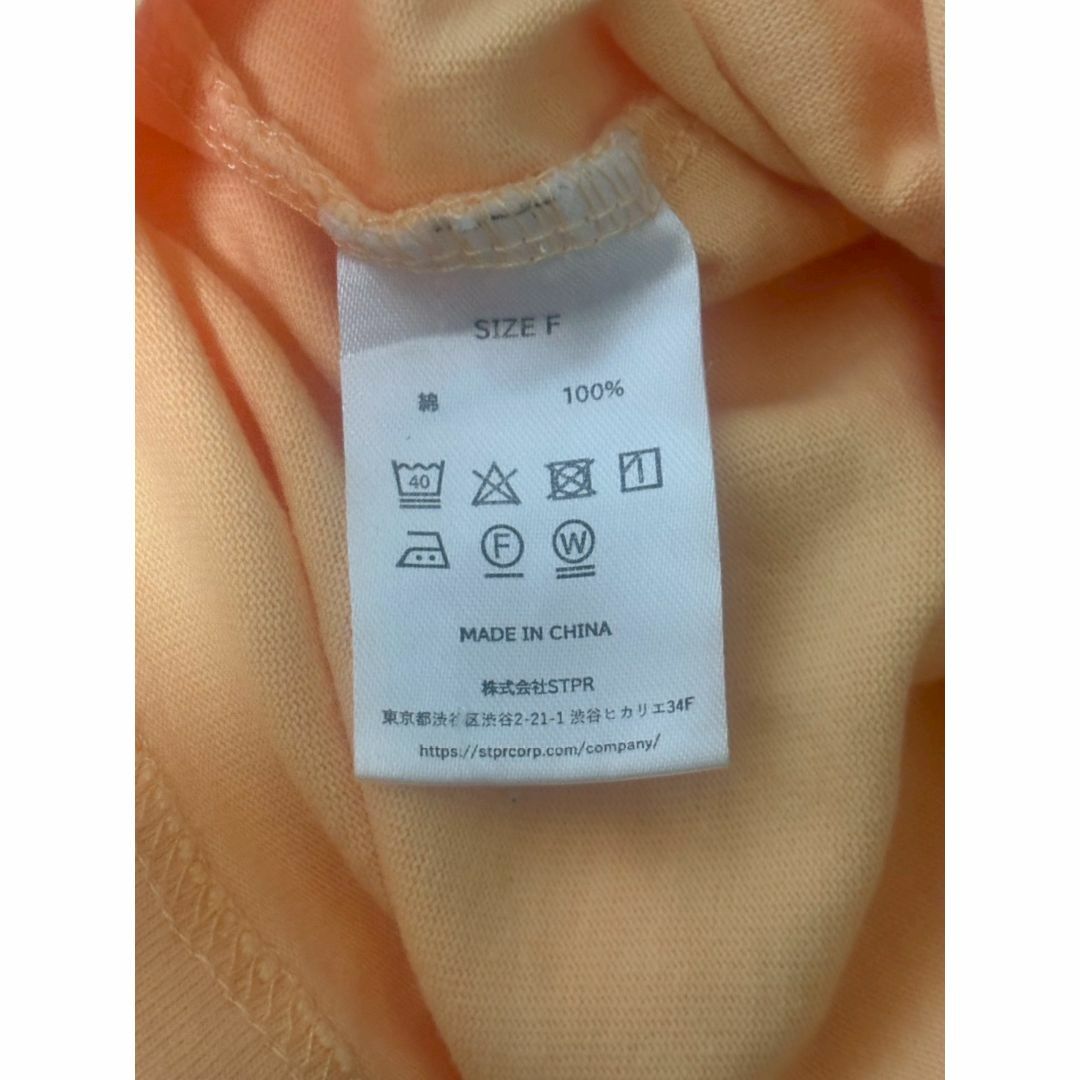 SIZE F
綿 100%
40
F W
MADE IN CHINA
株式会社STPR
東京都渋谷区渋谷2-21-1 渋谷ヒカリエ34F
https://stprcorp.com/company/